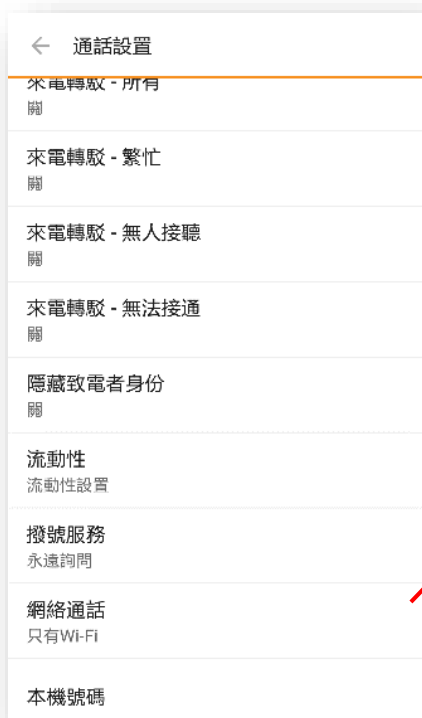 通話設置
來電轉駁 - 所有
關
來電轉駁 - 繁忙
關
來電轉駁 - 無人接聽
關
來電轉駁 - 無法接通
關
隱藏致電者身份
關
流動性
流動性設置
撥號服務
永遠詢問
網絡通話
只有Wi-Fi
本機號碼